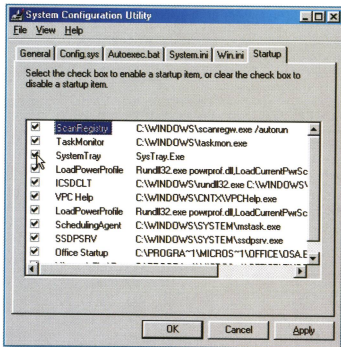 System Configuration Utility
File View Help
General Config.sys Autoexec.bat System.ini Win.ini Startup
Select the check box to enable a startup item, or clear the check box to
disable a startup item.
ScanRegistry C:\WINDOWS\scanregw.exe /autorun
TaskMonitor C:\WINDOWS\taskmon.exe
SystemTray SysTray.Exe
LoadPowerProfile Rundll32.exe powrprof.dll,LoadCurrentPwrSc
ICSDCLT C:\WINDOWS\rundll32.exe C:\WINDOWS\
VPC Help C:\WINDOWS\CNTX\VPCHelp.exe
LoadPowerProfile Rundll32.exe powrprof.dll,LoadCurrentPwrSc
SchedulingAgent C:\WINDOWS\SYSTEM\mstask.exe
SSDPSRV C:\WINDOWS\SYSTEM\ssdpsrv.exe
Office Startup C:\PROGRA~1\MICROS~1\OFFICE\OSA.E
OK Cancel Apply